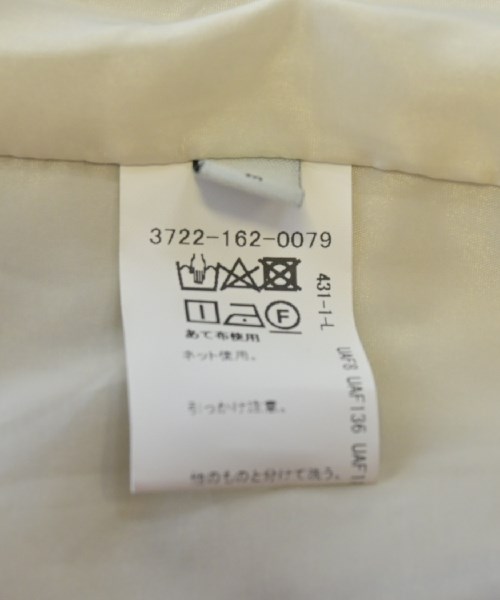 3722-162-0079
431-1-L
F
あて布使用
ネット使用。
引っかけ注意。
他のものと分けて洗う。
UAF8 UAF136 UAF1